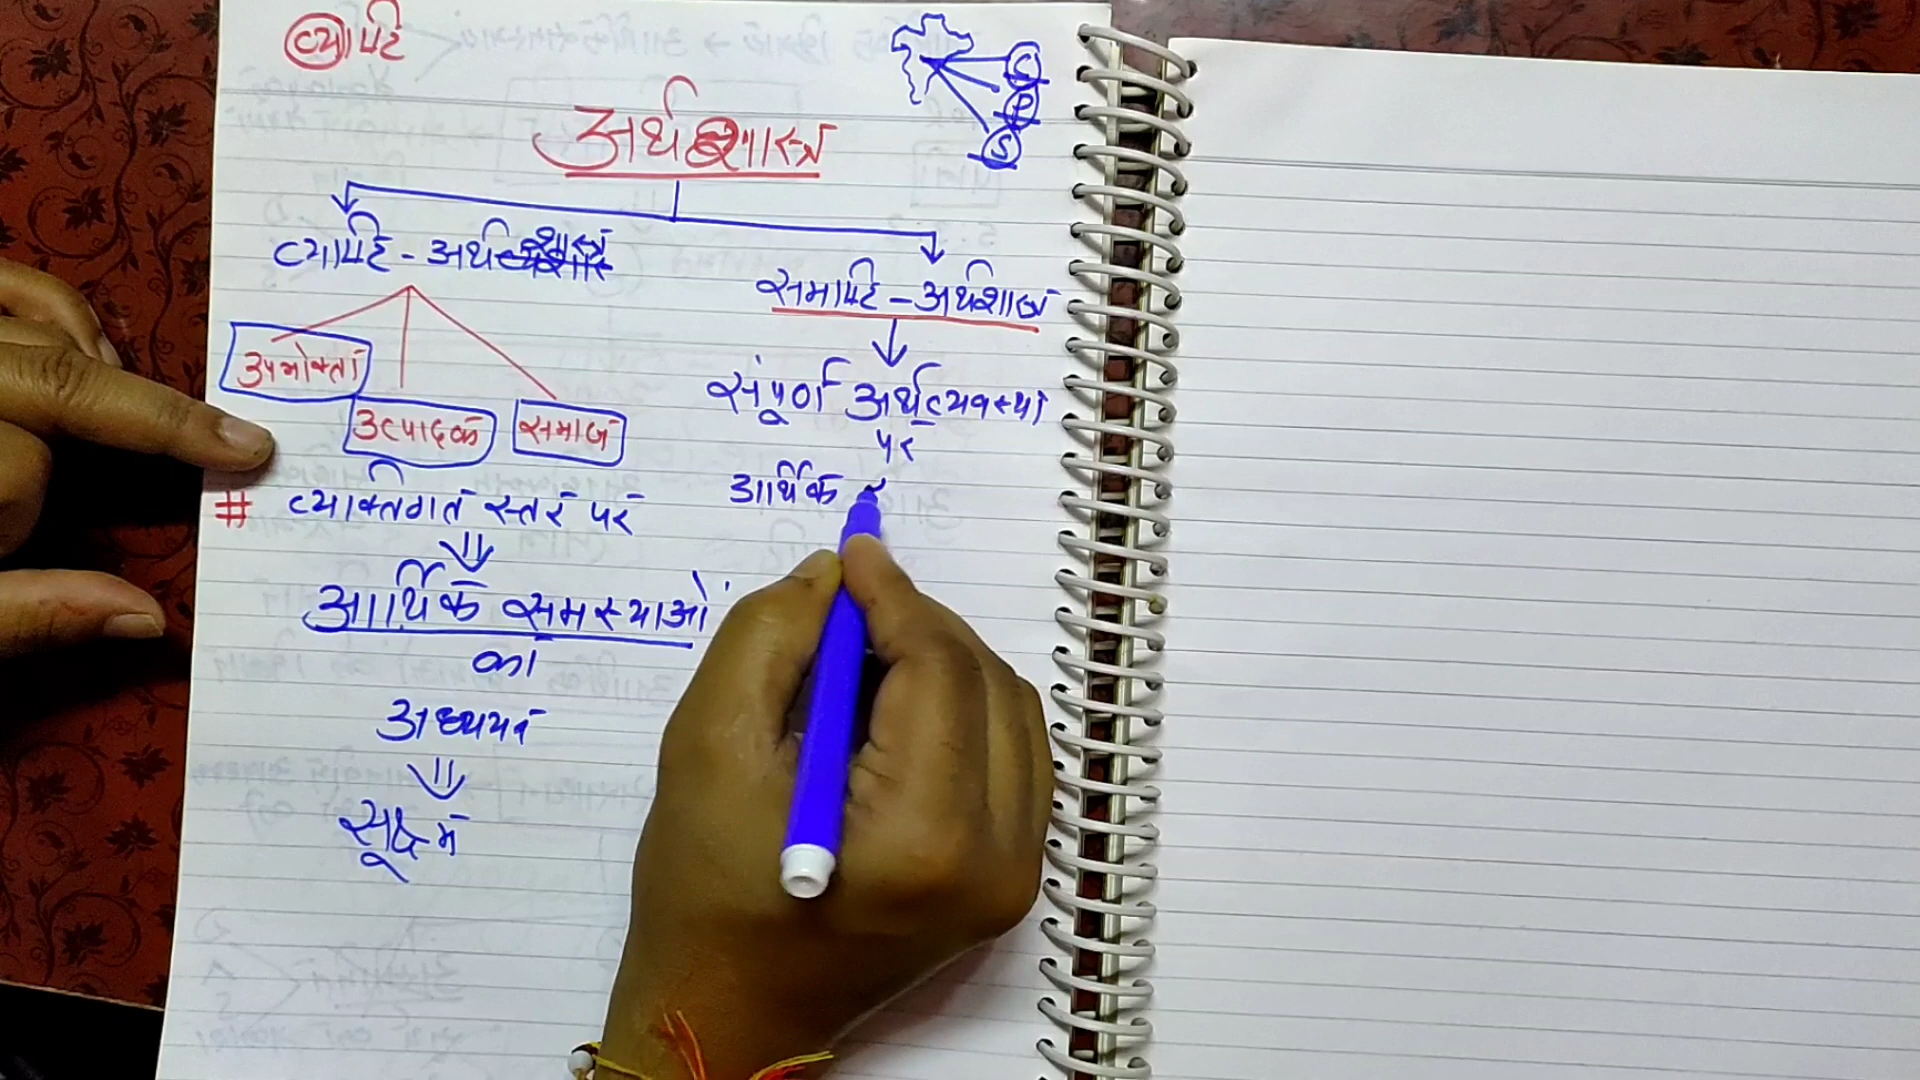 व्यष्टि
C
P
S
अर्थशास्त्र
व्यष्टि - अर्थशास्त्र
समष्टि - अर्थशास्त्र
उपभोक्ता
उत्पादक
समाज
संपूर्ण अर्थव्यवस्था
पर
आर्थिक
# व्यक्तिगत स्तर पर
आर्थिक समस्याओं
का
अध्ययन
सूक्ष्म